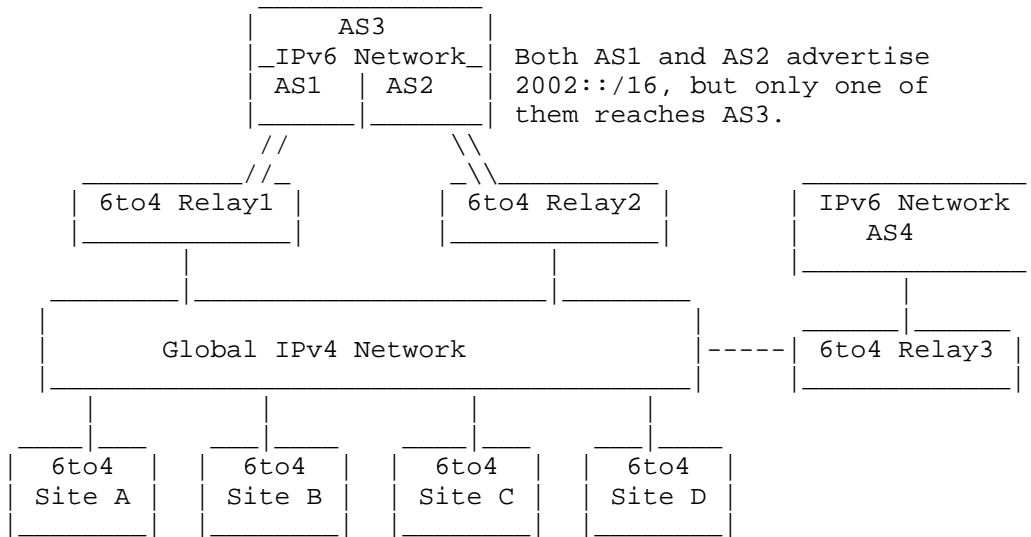 AS3
IPv6 Network Both AS1 and AS2 advertise
AS1 AS2 2002::/16, but only one of
them reaches AS3.
6to4 Relay1 6to4 Relay2 IPv6 Network
AS4
Global IPv4 Network 6to4 Relay3
6to4 6to4 6to4 6to4
Site A Site B Site C Site D